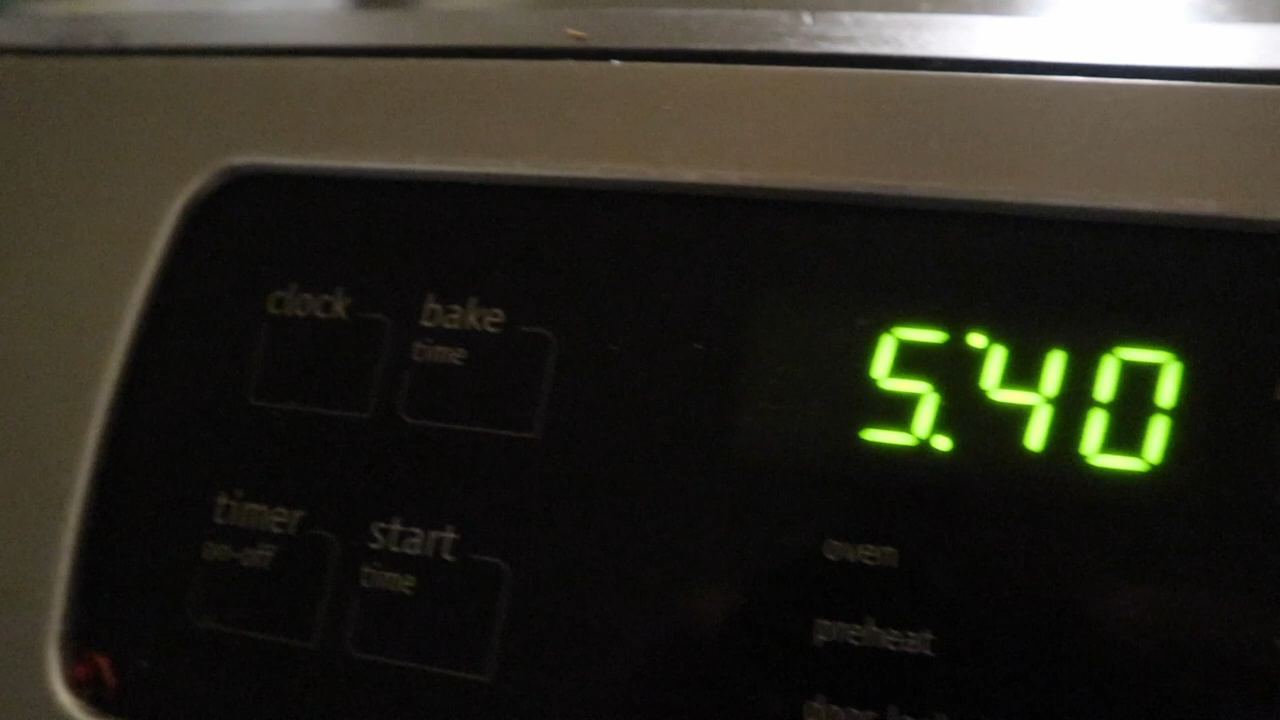 clock
bake
time
5:40
timer
on-off
start
time
oven
preheat